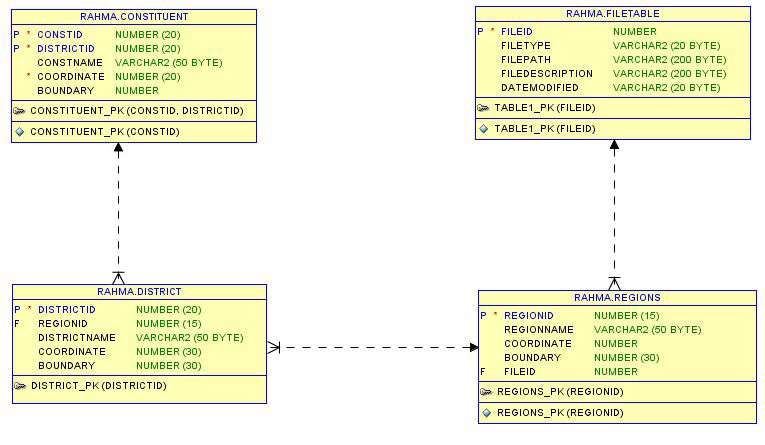 RAHMA.CONSTITUENT
P * CONSTID NUMBER (20)
P * DISTRICTID NUMBER (20)
CONSTNAME VARCHAR2 (50 BYTE)
* COORDINATE NUMBER (20)
BOUNDARY NUMBER
CONSTITUENT_PK (CONSTID, DISTRICTID)
CONSTITUENT_PK (CONSTID)
RAHMA.FILETABLE
P * FILEID NUMBER
FILETYPE VARCHAR2 (20 BYTE)
FILEPATH VARCHAR2 (200 BYTE)
FILEDESCRIPTION VARCHAR2 (200 BYTE)
DATEMODIFIED VARCHAR2 (20 BYTE)
TABLE1_PK (FILEID)
TABLE1_PK (FILEID)
RAHMA.DISTRICT
P * DISTRICTID NUMBER (20)
F REGIONID NUMBER (15)
DISTRICTNAME VARCHAR2 (50 BYTE)
COORDINATE NUMBER (30)
BOUNDARY NUMBER (30)
DISTRICT_PK (DISTRICTID)
RAHMA.REGIONS
P * REGIONID NUMBER (15)
REGIONNAME VARCHAR2 (50 BYTE)
COORDINATE NUMBER
BOUNDARY NUMBER (30)
F FILEID NUMBER
REGIONS_PK (REGIONID)
REGIONS_PK (REGIONID)